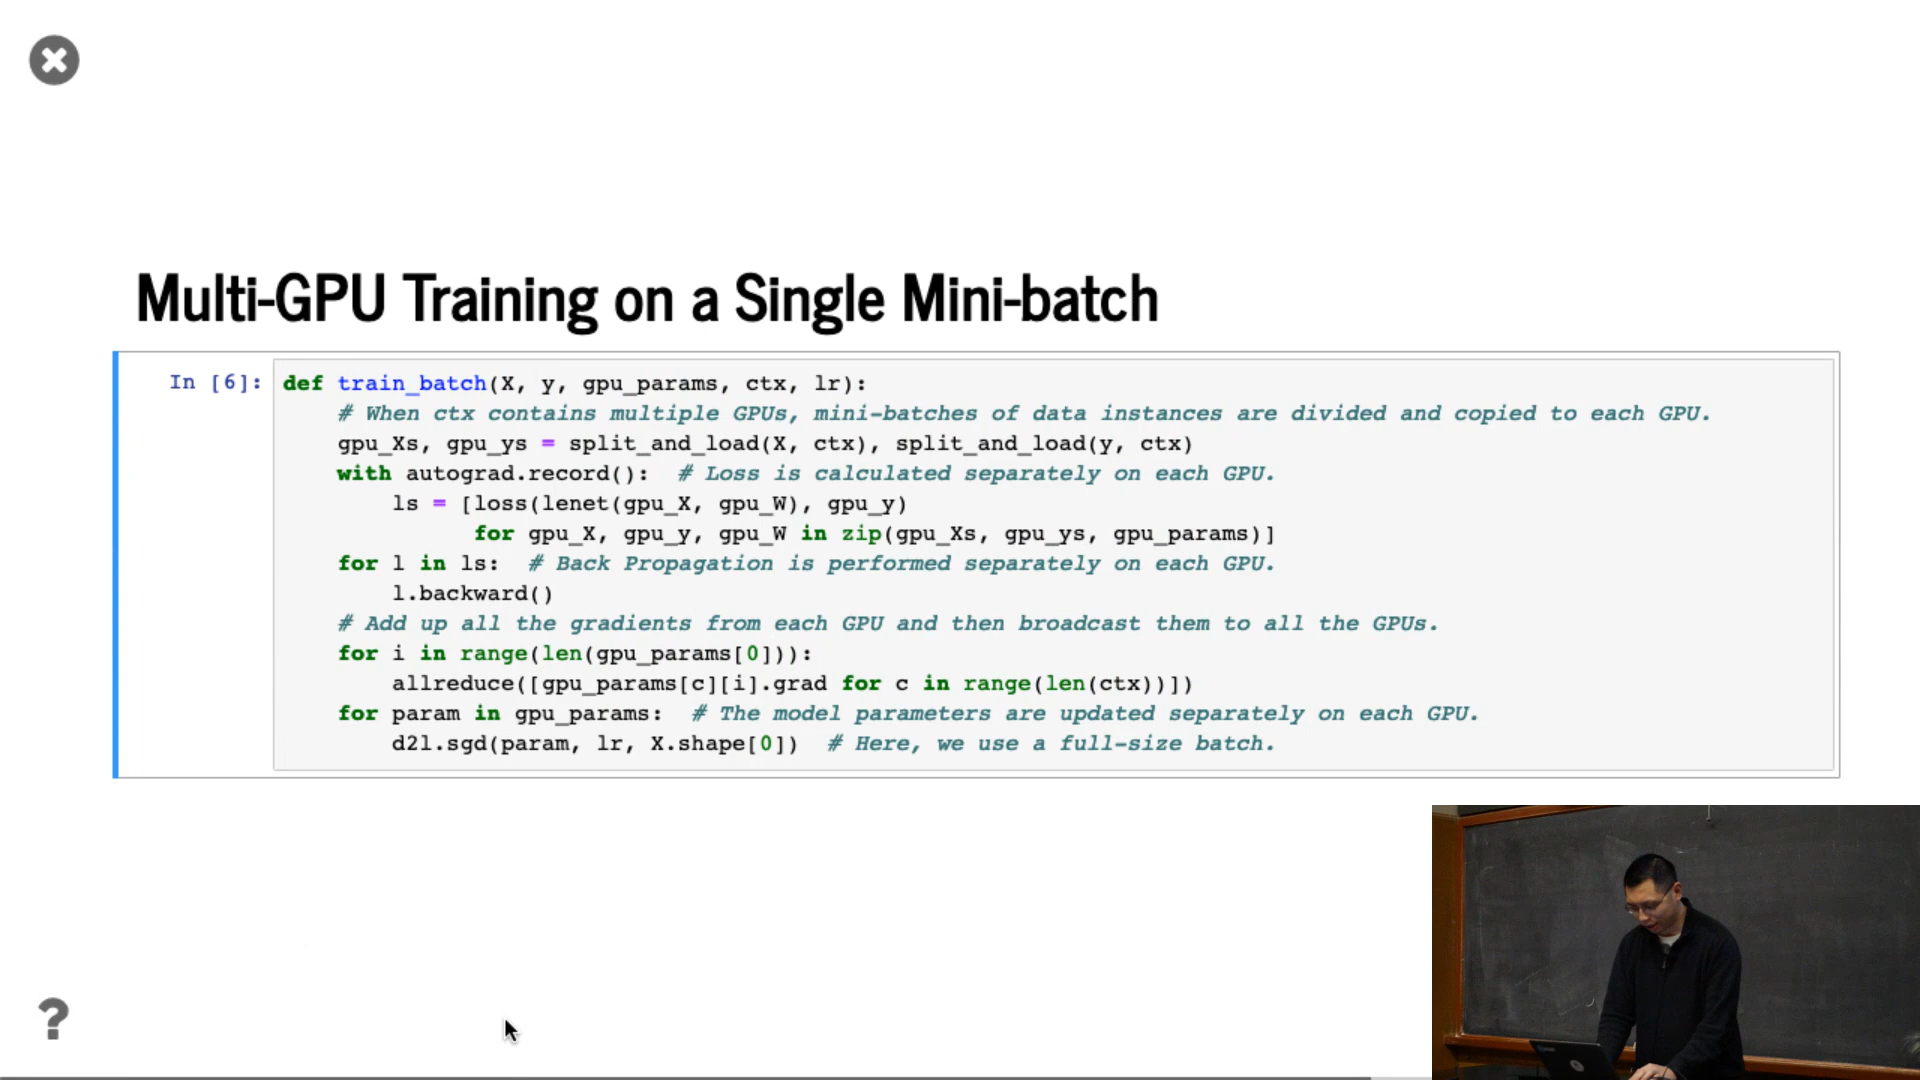 Multi-GPU Training on a Single Mini-batch
In [6]:
def train_batch(X, y, gpu_params, ctx, lr):
    # When ctx contains multiple GPUs, mini-batches of data instances are divided and copied to each GPU.
    gpu_Xs, gpu_ys = split_and_load(X, ctx), split_and_load(y, ctx)
    with autograd.record():  # Loss is calculated separately on each GPU.
        ls = [loss(lenet(gpu_X, gpu_W), gpu_y)
              for gpu_X, gpu_y, gpu_W in zip(gpu_Xs, gpu_ys, gpu_params)]
    for l in ls:  # Back Propagation is performed separately on each GPU.
        l.backward()
    # Add up all the gradients from each GPU and then broadcast them to all the GPUs.
    for i in range(len(gpu_params[0])):
        allreduce([gpu_params[c][i].grad for c in range(len(ctx))])
    for param in gpu_params:  # The model parameters are updated separately on each GPU.
        d2l.sgd(param, lr, X.shape[0])  # Here, we use a full-size batch.
?